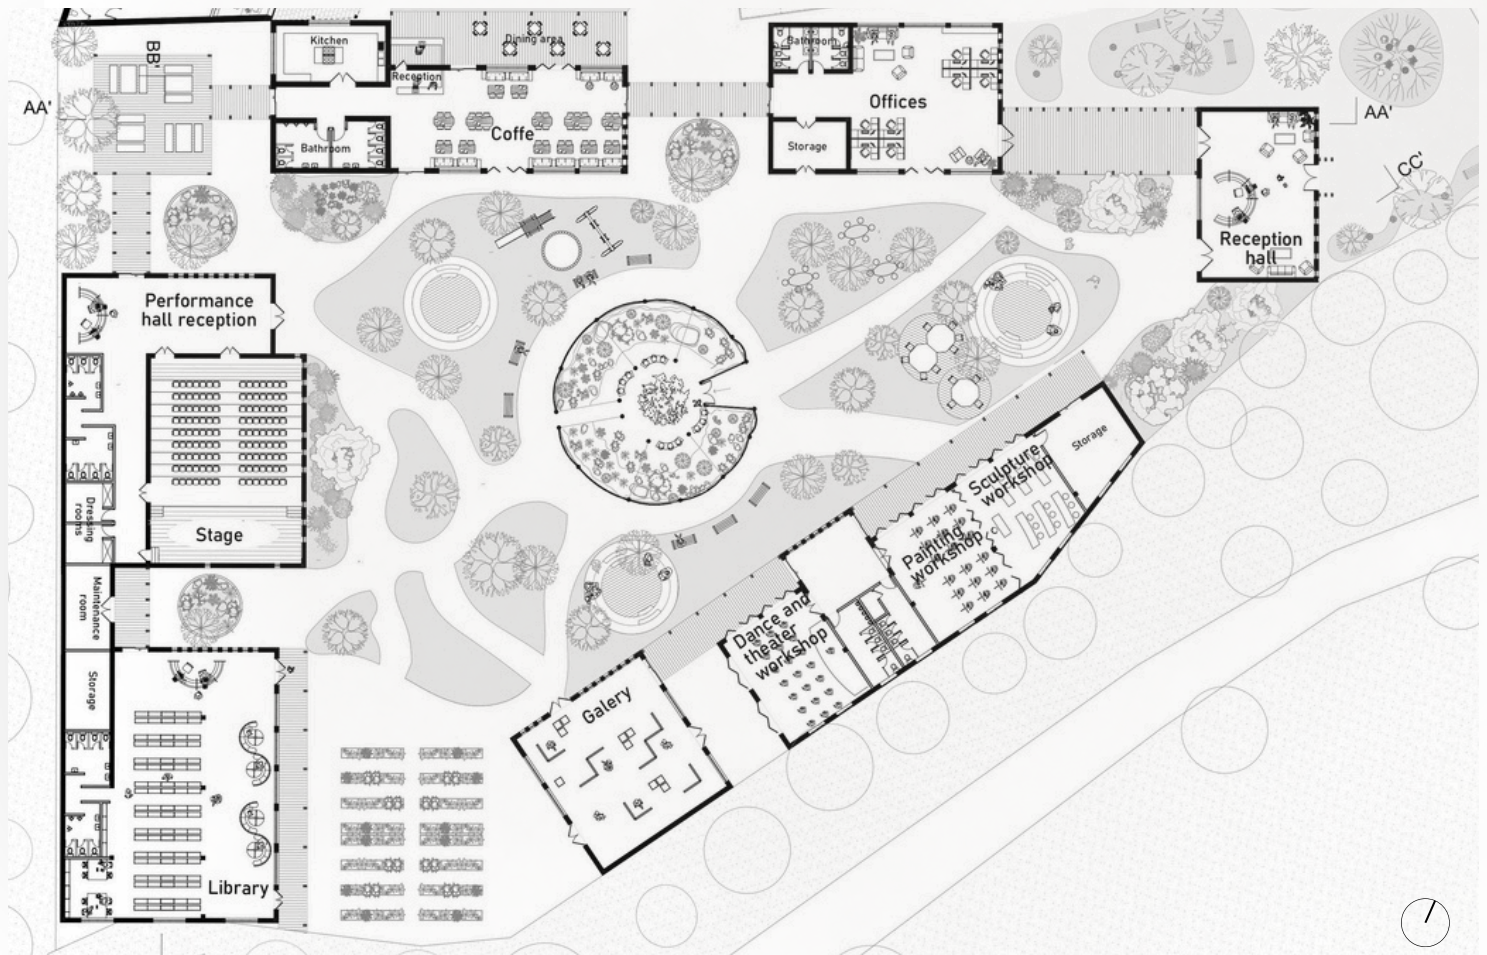 BB'
Kitchen
Dining area
Bathroom
Reception
Offices
AA'
AA'
Coffe
Bathroom
Storage
CC'
Reception
hall
Performance
hall reception
Storage
Sculpture
workshop
Dressing
rooms
Stage
Painting
workshop
Maintenance
room
Dance and
theater
workshop
Storage
Galery
Library